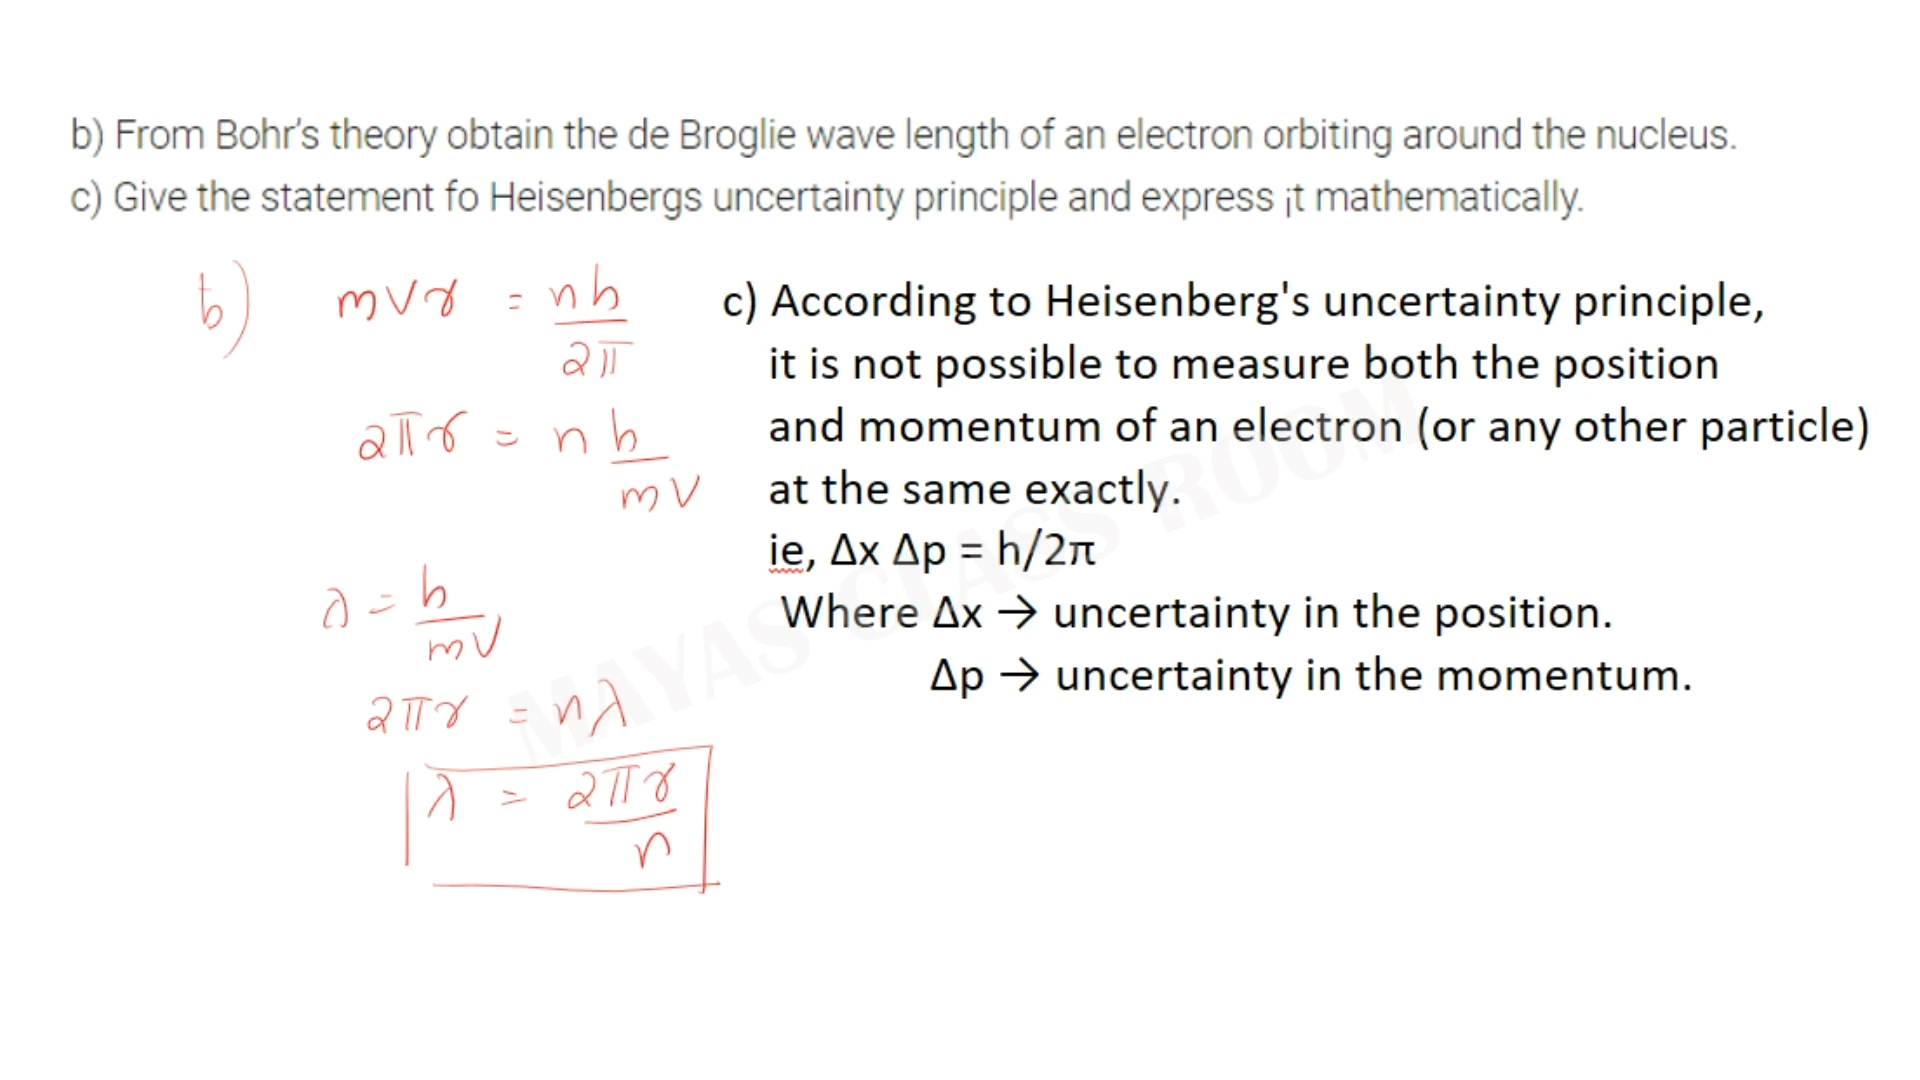 b) From Bohr's theory obtain the de Broglie wave length of an electron orbiting around the nucleus.
c) Give the statement fo Heisenbergs uncertainty principle and express ¡t mathematically.
b) mvr = nh/2π
2πr = n h/mv
λ = h/mv
2πr = nλ
λ = 2πr/n
c) According to Heisenberg's uncertainty principle,
it is not possible to measure both the position
and momentum of an electron (or any other particle)
at the same exactly.
ie, Δx Δp = h/2π
Where Δx → uncertainty in the position.
Δp → uncertainty in the momentum.
MAYAS CLASS ROOM